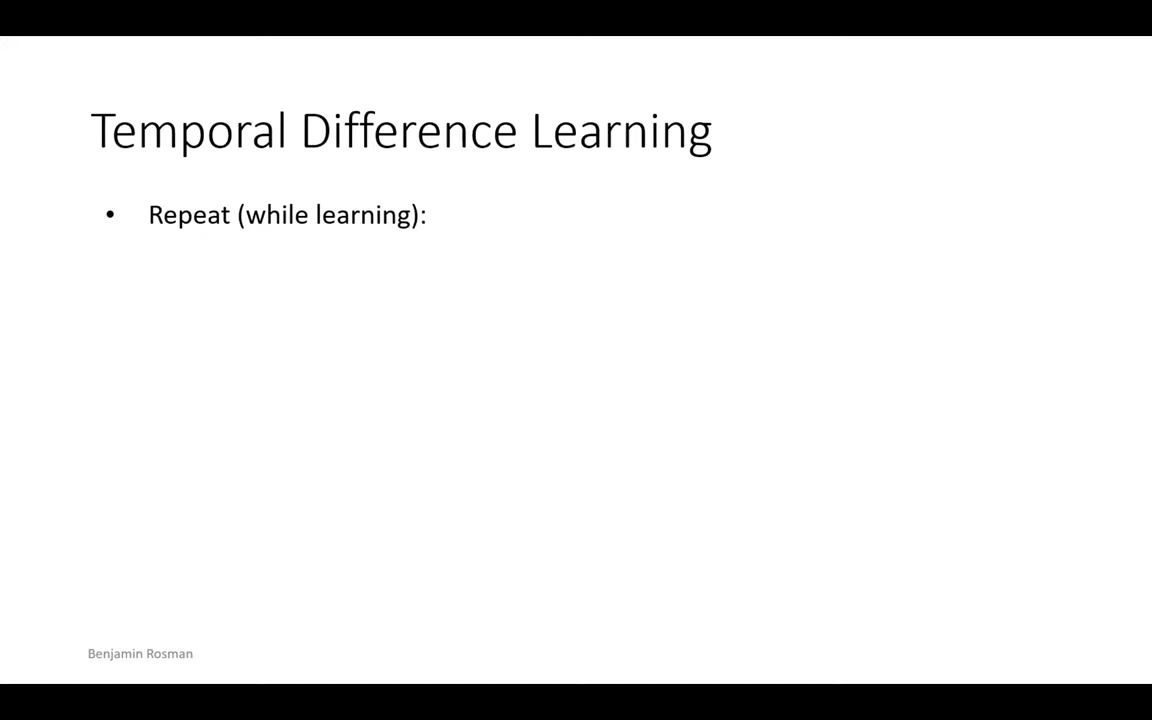 Temporal Difference Learning
• Repeat (while learning):
Benjamin Rosman